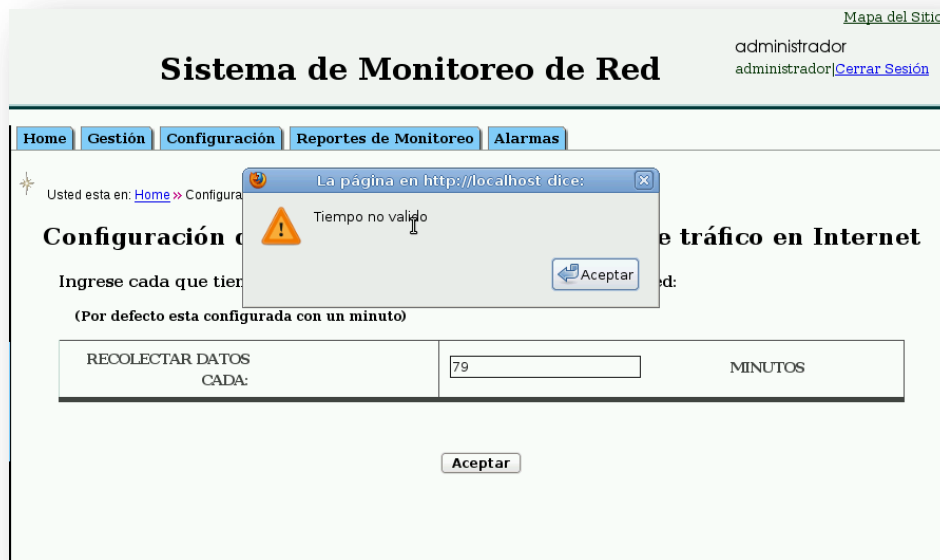 Mapa del Sitio
administrador
Sistema de Monitoreo de Red
administrador|Cerrar Sesión
Home Gestión Configuración Reportes de Monitoreo Alarmas
La página en http://localhost dice:
Usted esta en: Home » Configura
Tiempo no valido
Configuración e tráfico en Internet
Aceptar
Ingrese cada que ed:
(Por defecto esta configurada con un minuto)
RECOLECTAR DATOS
CADA:
79 MINUTOS
Aceptar